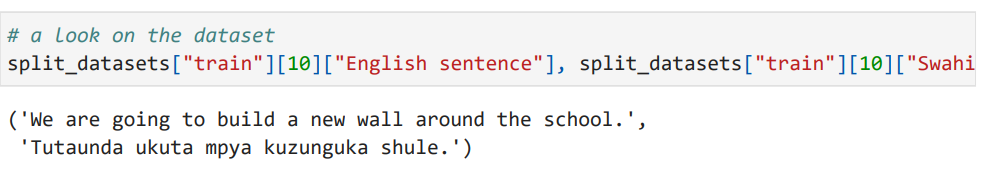 # a look on the dataset
split_datasets["train"][10]["English sentence"], split_datasets["train"][10]["Swahi
('We are going to build a new wall around the school.',
'Tutaunda ukuta mpya kuzunguka shule.')